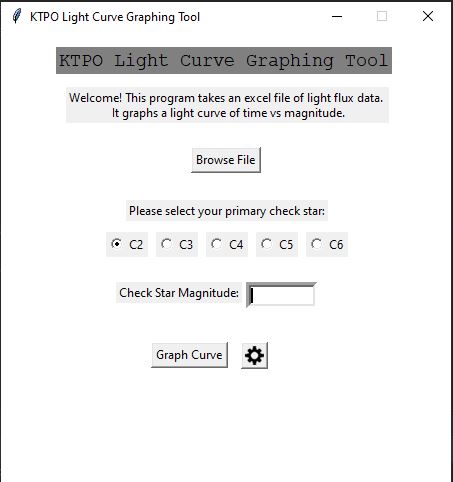 KTPO Light Curve Graphing Tool
KTPO Light Curve Graphing Tool
Welcome! This program takes an excel file of light flux data.
It graphs a light curve of time vs magnitude.
Browse File
Please select your primary check star:
C2 C3 C4 C5 C6
Check Star Magnitude:
Graph Curve